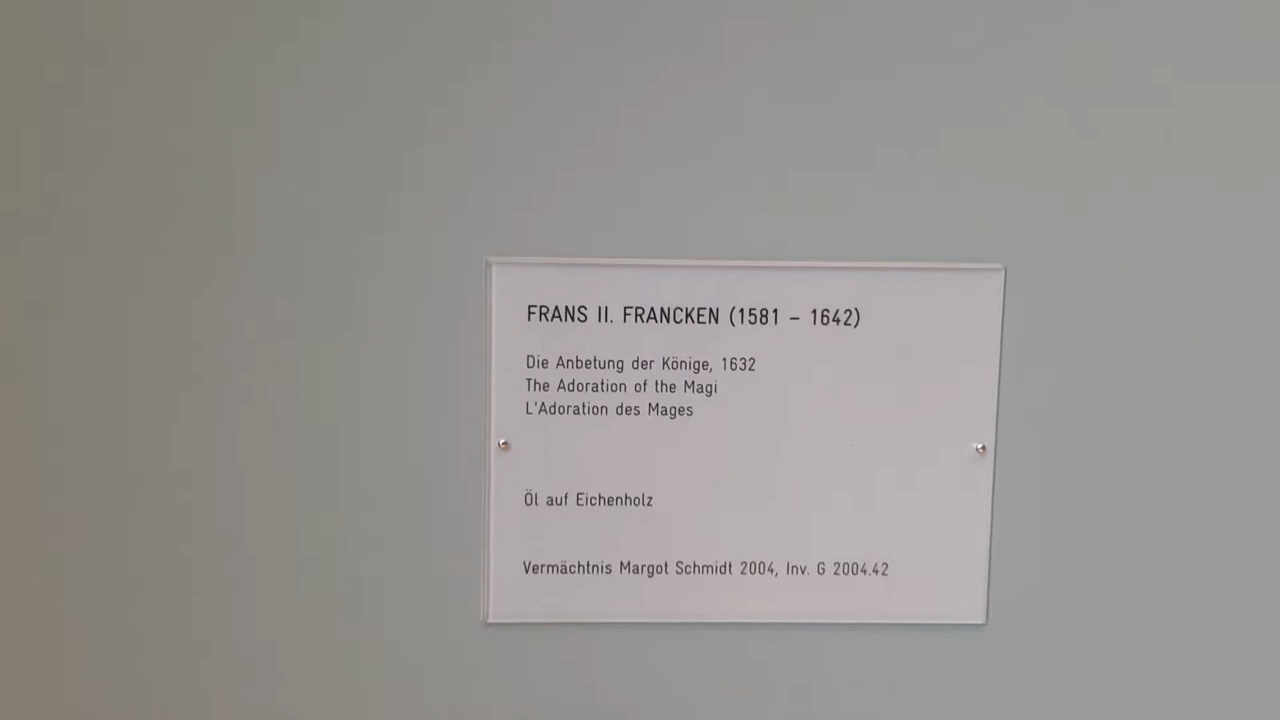 FRANS II. FRANCKEN (1581 – 1642)
Die Anbetung der Könige, 1632
The Adoration of the Magi
L'Adoration des Mages
Öl auf Eichenholz
Vermächtnis Margot Schmidt 2004, Inv. G 2004.42